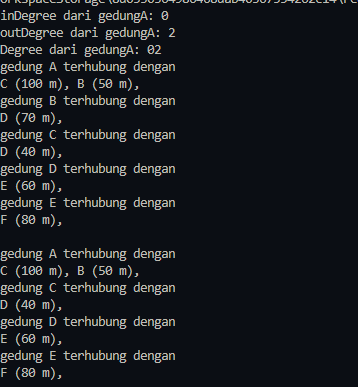 inDegree dari gedungA: 0
outDegree dari gedungA: 2
Degree dari gedungA: 02
gedung A terhubung dengan
C (100 m), B (50 m),
gedung B terhubung dengan
D (70 m),
gedung C terhubung dengan
D (40 m),
gedung D terhubung dengan
E (60 m),
gedung E terhubung dengan
F (80 m),
gedung A terhubung dengan
C (100 m), B (50 m),
gedung C terhubung dengan
D (40 m),
gedung D terhubung dengan
E (60 m),
gedung E terhubung dengan
F (80 m),